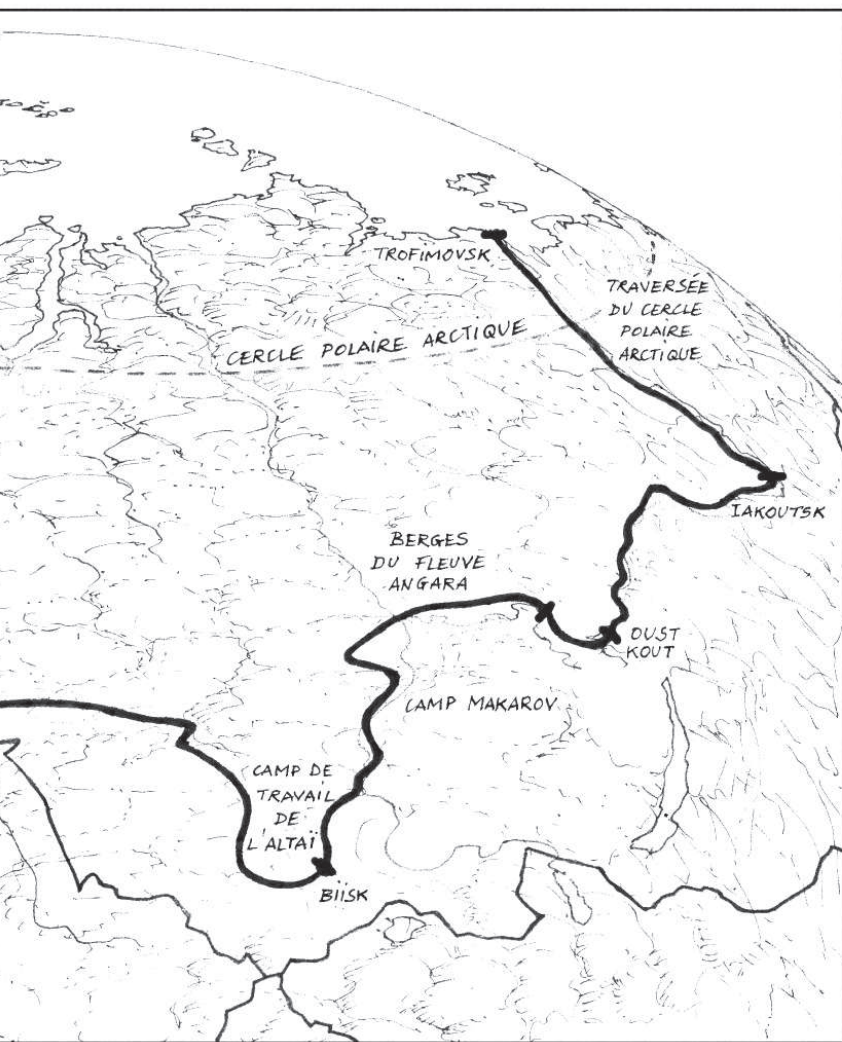 TROFIMOVSK
TRAVERSÉE
DU CERCLE
POLAIRE
ARCTIQUE
CERCLE POLAIRE ARCTIQUE
IAKOUTSK
BERGES
DU FLEUVE
ANGARA
OUST
KOUT
CAMP MAKAROV
CAMP DE
TRAVAIL
DE
L'ALTAÏ
BIISK